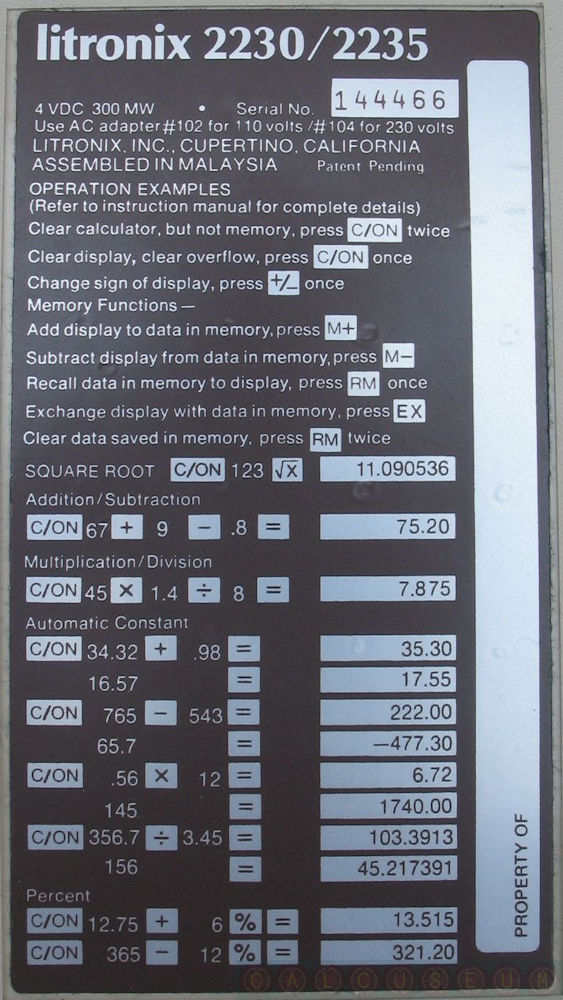 litronix 2230/2235
4 VDC 300 MW • Serial No. 144466
Use AC adapter #102 for 110 volts /#104 for 230 volts
LITRONIX, INC., CUPERTINO, CALIFORNIA
ASSEMBLED IN MALAYSIA Patent Pending
OPERATION EXAMPLES
(Refer to instruction manual for complete details)
Clear calculator, but not memory, press C/ON twice
Clear display, clear overflow, press C/ON once
Change sign of display, press +/− once
Memory Functions —
Add display to data in memory, press M+
Subtract display from data in memory, press M−
Recall data in memory to display, press RM once
Exchange display with data in memory, press EX
Clear data saved in memory, press RM twice
SQUARE ROOT C/ON 123 √x 11.090536
Addition/Subtraction
C/ON 67 + 9 − .8 = 75.20
Multiplication/Division
C/ON 45 × 1.4 ÷ 8 = 7.875
Automatic Constant
C/ON 34.32 + .98 = 35.30
16.57 = 17.55
C/ON 765 − 543 = 222.00
65.7 = —477.30
C/ON .56 × 12 = 6.72
145 = 1740.00
C/ON 356.7 ÷ 3.45 = 103.3913
156 = 45.217391
Percent
C/ON 12.75 + 6 % = 13.515
C/ON 365 − 12 % = 321.20
PROPERTY OF
CALCUSEUM